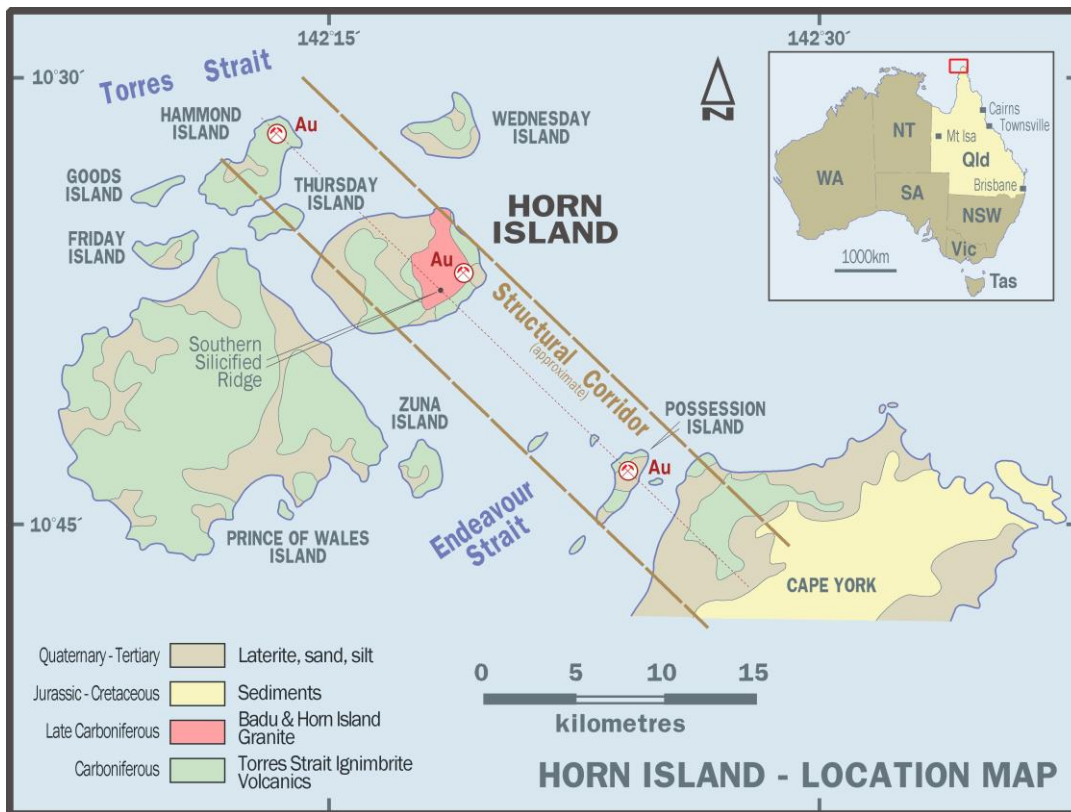 142°15´
142°30´
10°30´
Torres Strait
HAMMOND
ISLAND
Au
WEDNESDAY
ISLAND
GOODS
ISLAND
THURSDAY
ISLAND
HORN
ISLAND
FRIDAY
ISLAND
Au
Structural Corridor
(approximate)
Southern
Silicified
Ridge
ZUNA
ISLAND
POSSESSION
ISLAND
Au
Endeavour
Strait
10°45´
PRINCE OF WALES
ISLAND
CAPE YORK
N
Cairns
Townsville
Mt Isa
NT
Qld
WA
SA
Brisbane
NSW
Vic
Tas
1000km
Quaternary - Tertiary Laterite, sand, silt
Jurassic - Cretaceous Sediments
Late Carboniferous Badu & Horn Island
Granite
Carboniferous Torres Strait Ignimbrite
Volcanics
0 5 10 15
kilometres
HORN ISLAND - LOCATION MAP